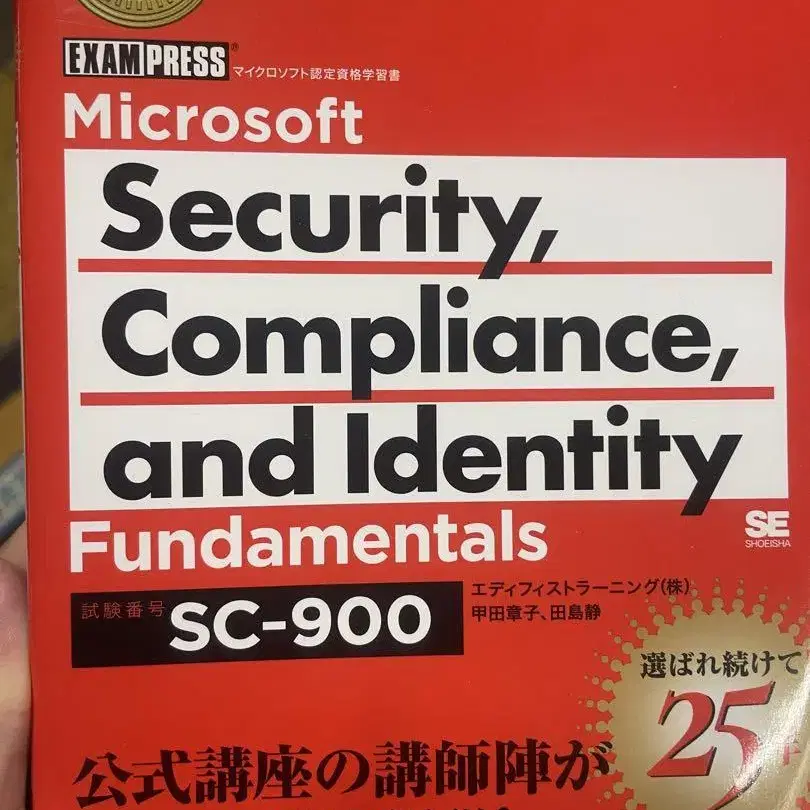 EXAMPRESS®
マイクロソフト認定資格学習書
Microsoft
Security,
Compliance,
and Identity
Fundamentals
SE
SHOEISHA
試験番号 SC-900
エディフィストラーニング(株)
甲田章子、田島静
選ばれ続けて
25
公式講座の講師陣が